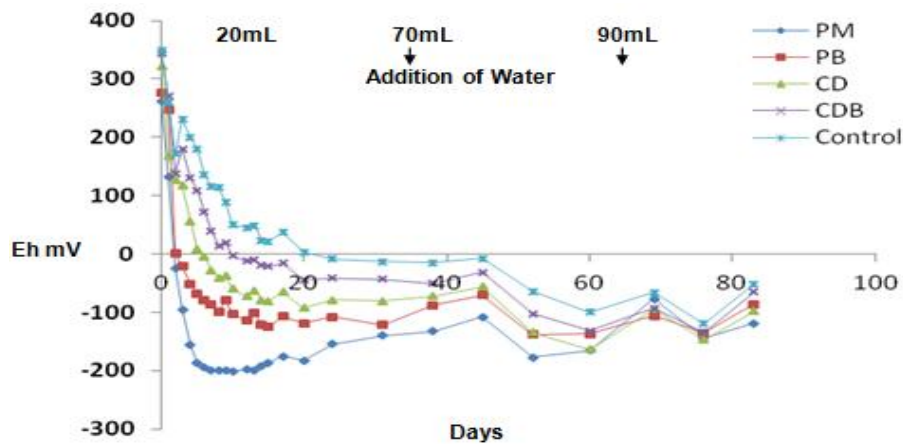 400
300
200
100
0
-100
-200
-300
Eh mV
20mL 70mL 90mL
Addition of Water
PM
PB
CD
CDB
Control
0 20 40 60 80 100
Days